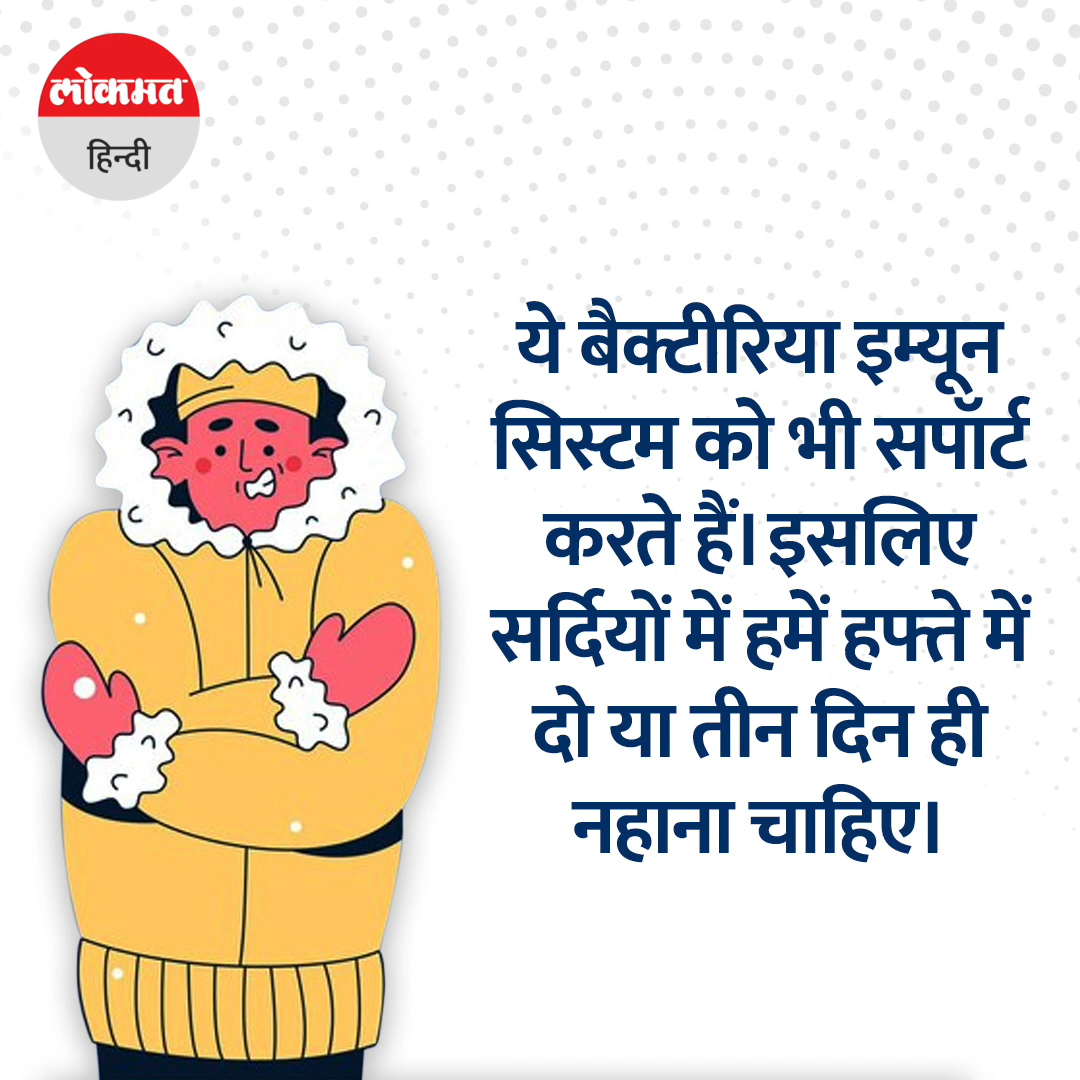 लोकमत
हिन्दी
ये बैक्टीरिया इम्यून
सिस्टम को भी सपॉर्ट
करते हैं। इसलिए
सर्दियों में हमें हफ्ते में
दो या तीन दिन ही
नहाना चाहिए।